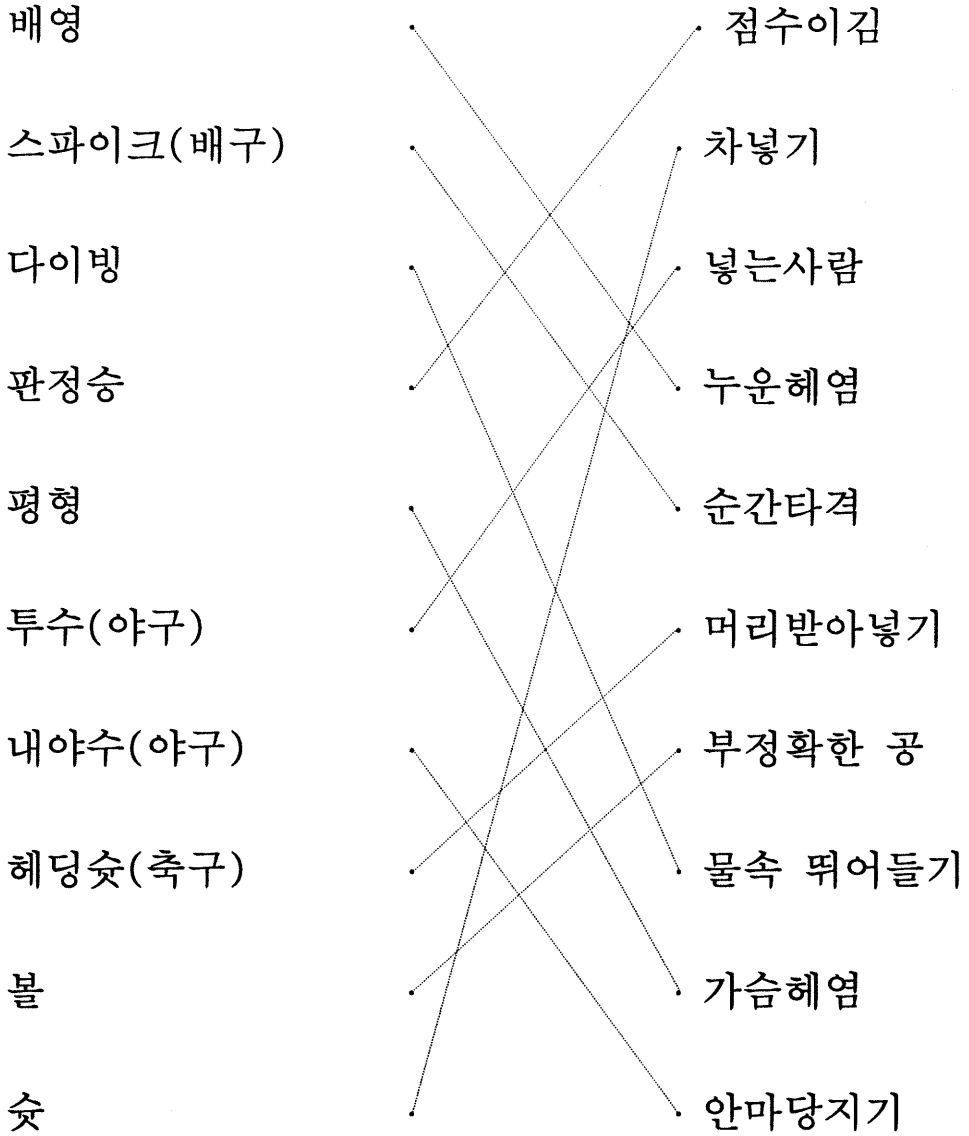 배영 점수이김
스파이크(배구) 차넣기
다이빙 넣는사람
판정승 누운헤염
평형 순간타격
투수(야구) 머리받아넣기
내야수(야구) 부정확한 공
헤딩슛(축구) 물속 뛰어들기
볼 가슴헤염
슛 안마당지기